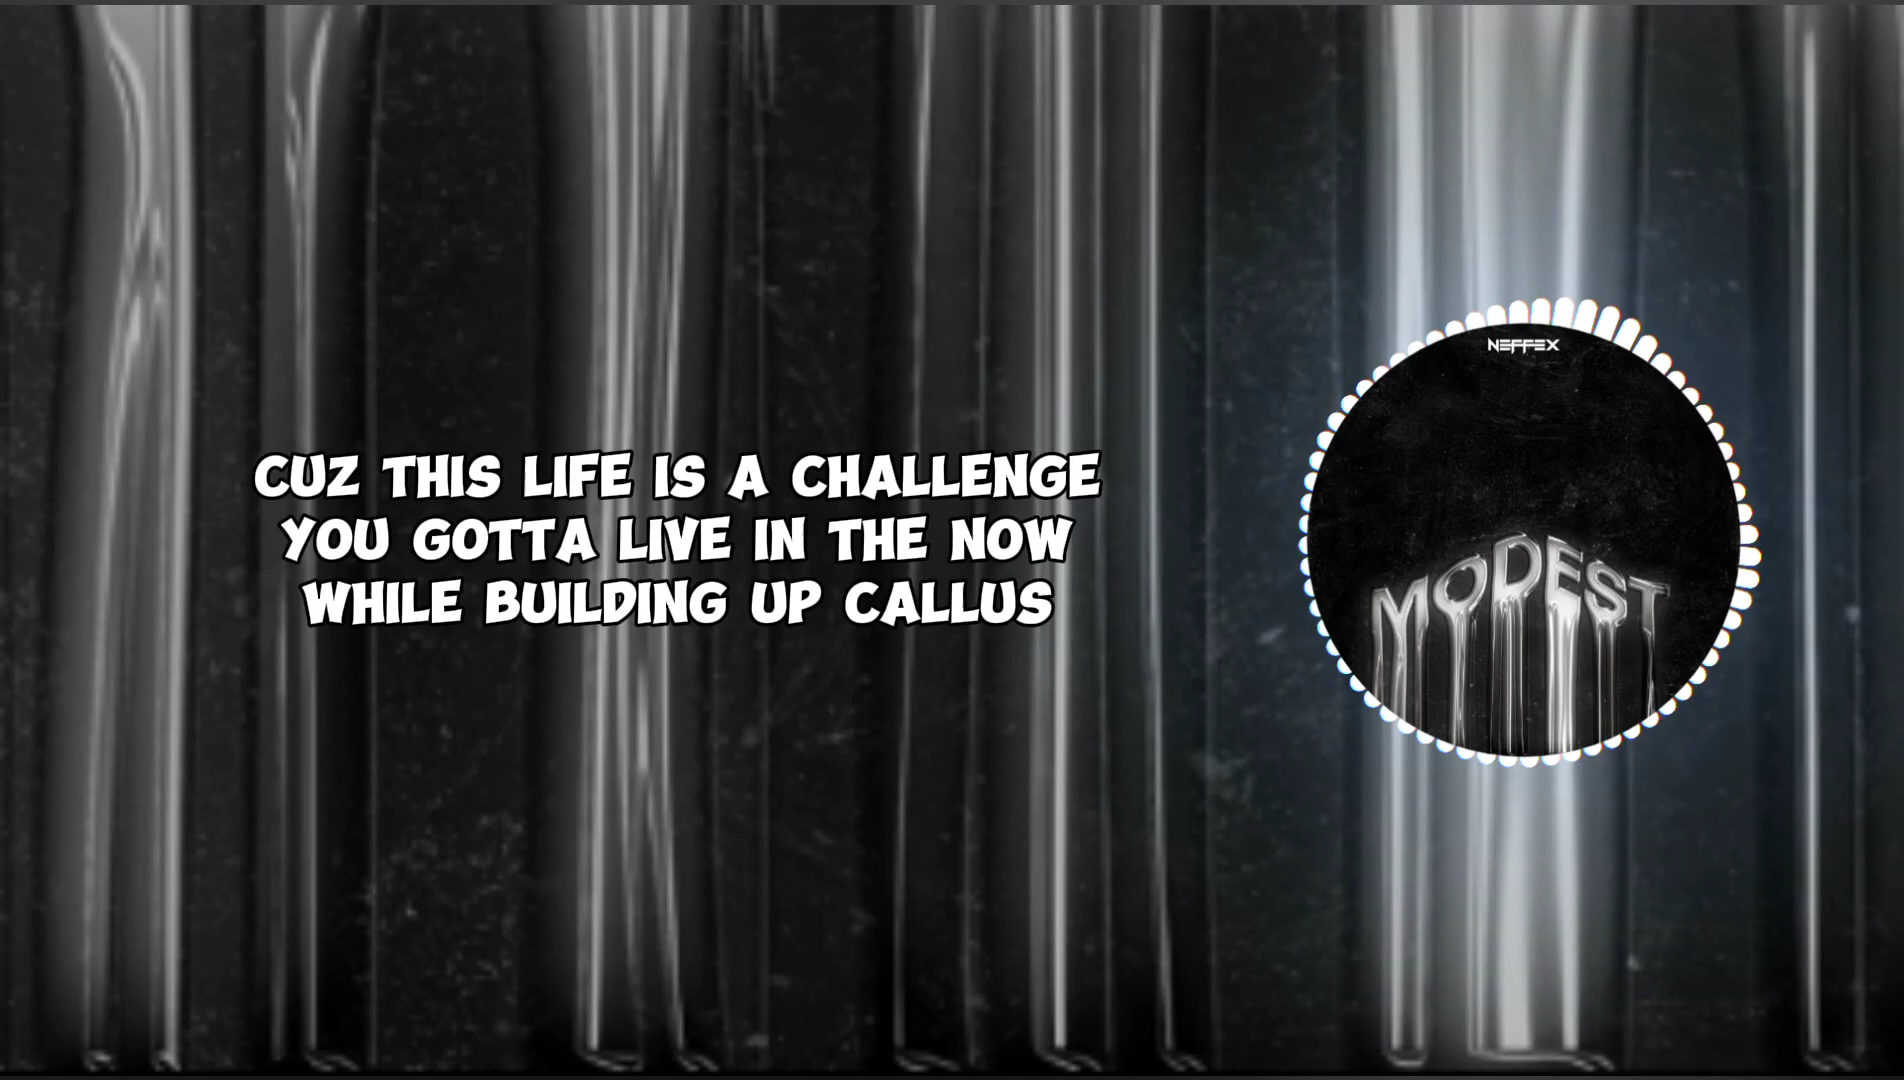 CUZ THIS LIFE IS A CHALLENGE
YOU GOTTA LIVE IN THE NOW
WHILE BUILDING UP CALLUS
NEFFEX
MODEST